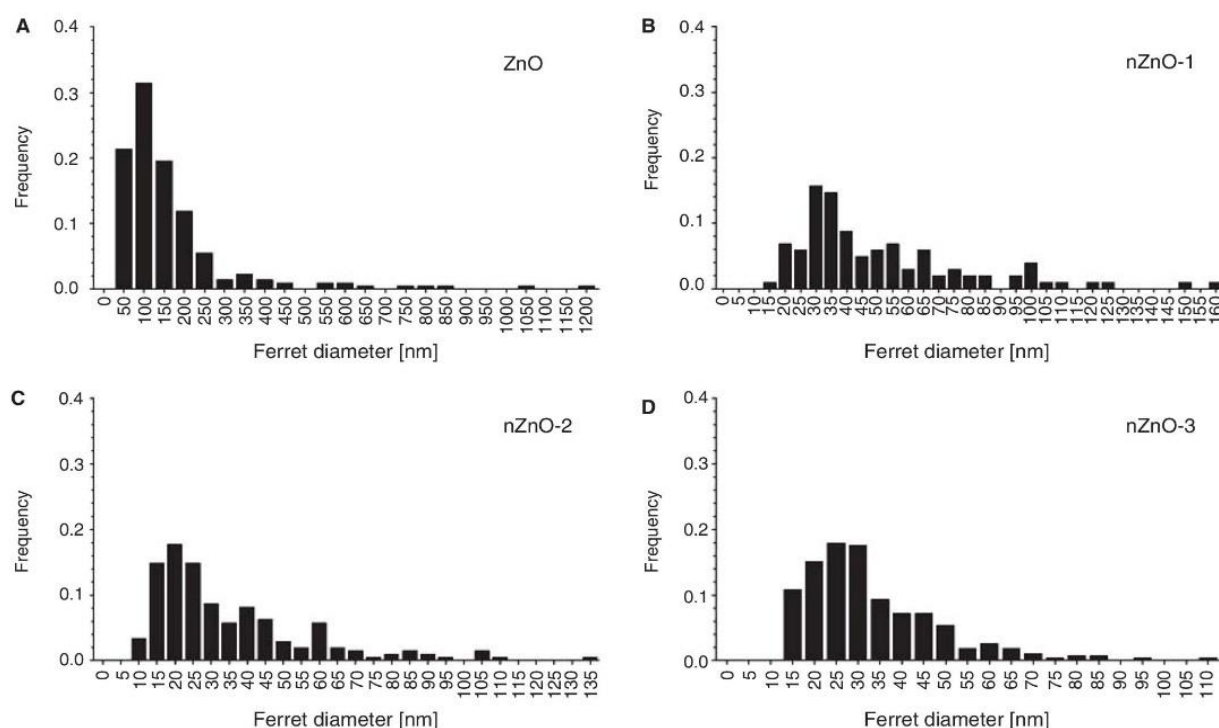 A
ZnO
Frequency
0.4
0.3
0.2
0.1
0.0
0 50 100 150 200 250 300 350 400 450 500 550 600 650 700 750 800 850 900 950 1000 1050 1100 1150 1200
Ferret diameter [nm]
B
nZnO-1
Frequency
0.4
0.3
0.2
0.1
0.0
0 5 10 15 20 25 30 35 40 45 50 55 60 65 70 75 80 85 90 95 100 105 110 115 120 125 130 135 140 145 150 155 160
Ferret diameter [nm]
C
nZnO-2
Frequency
0.4
0.3
0.2
0.1
0.0
0 5 10 15 20 25 30 35 40 45 50 55 60 65 70 75 80 85 90 95 100 105 110 115 120 125 130 135
Ferret diameter [nm]
D
nZnO-3
Frequency
0.4
0.3
0.2
0.1
0.0
0 5 10 15 20 25 30 35 40 45 50 55 60 65 70 75 80 85 90 95 100 105 110
Ferret diameter [nm]